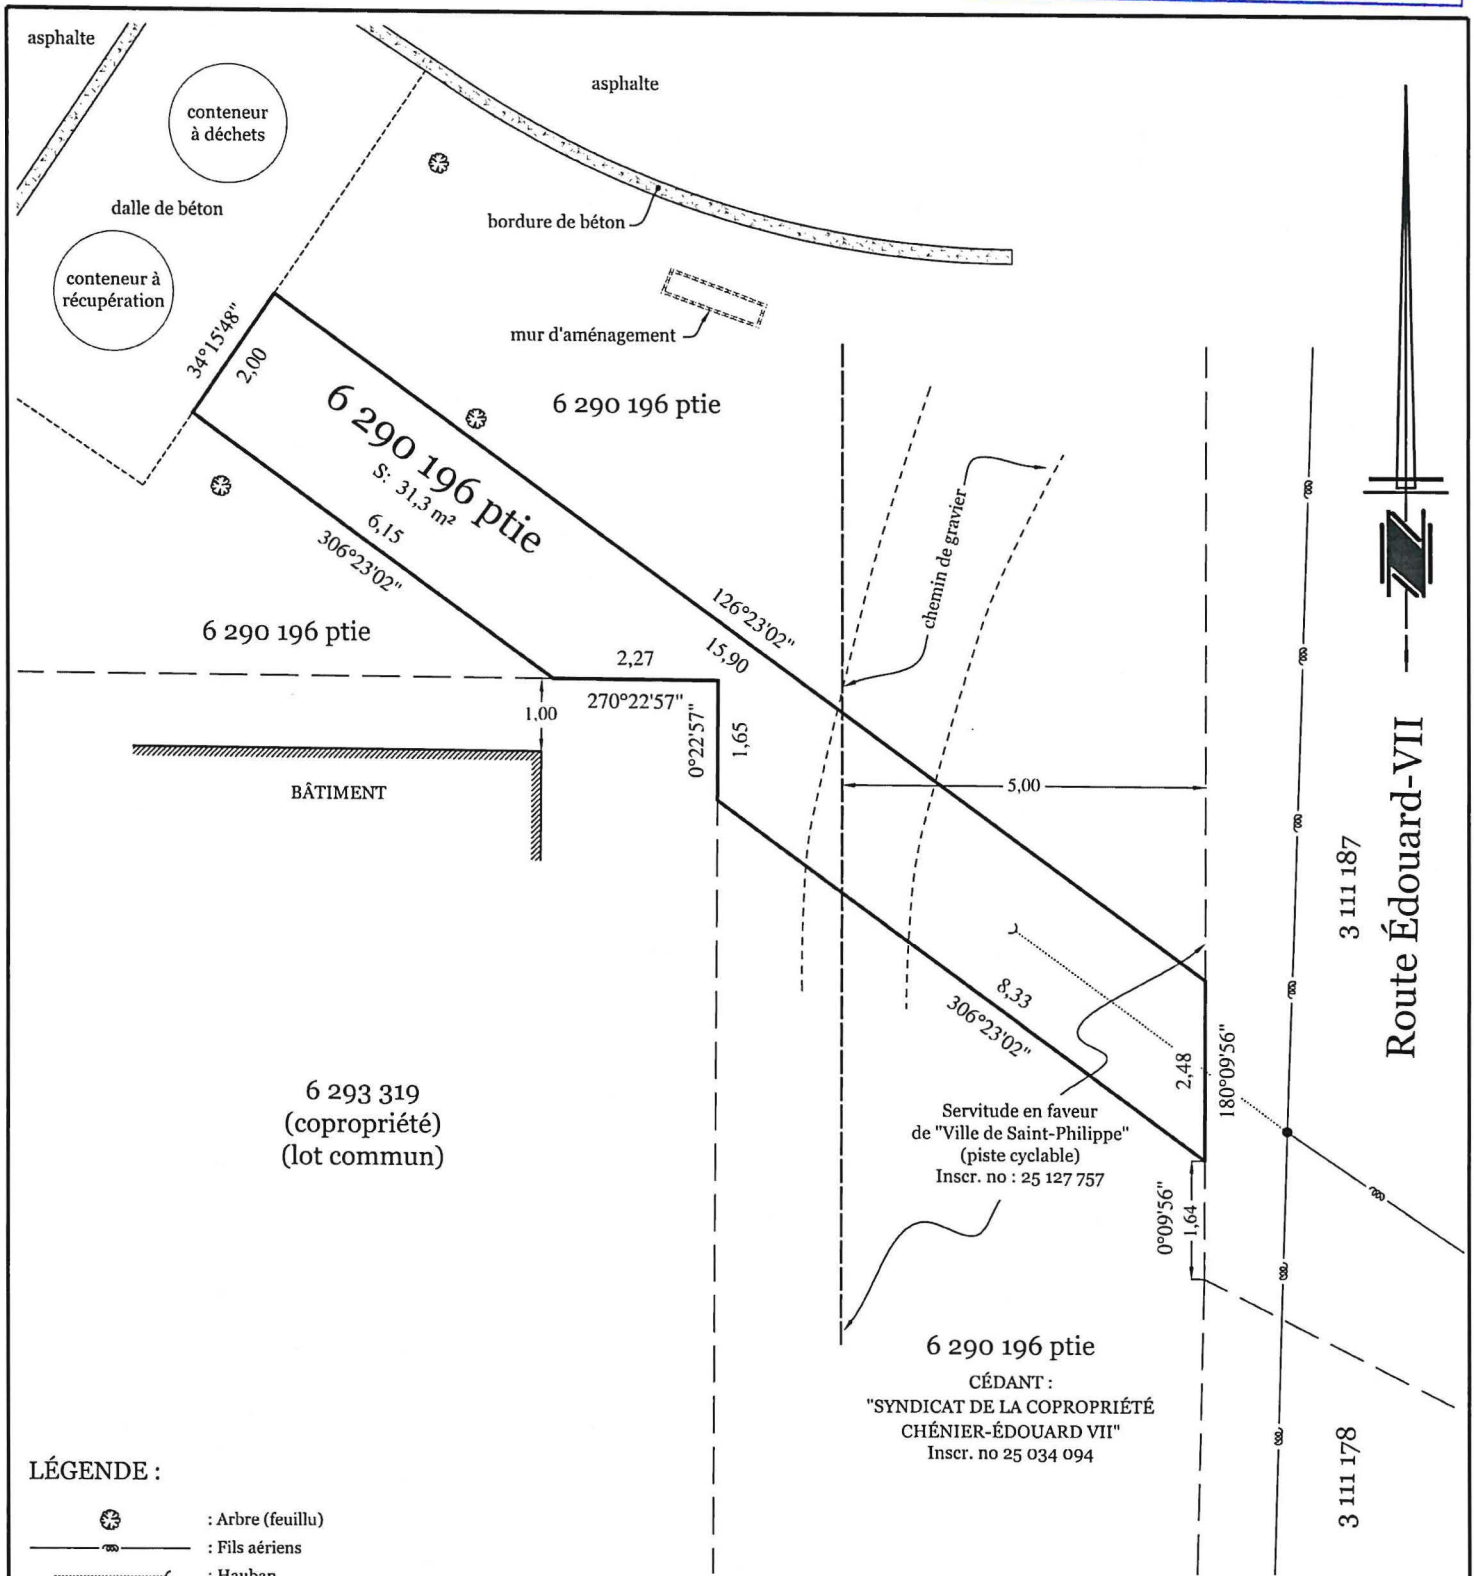 asphalte
asphalte
conteneur
à déchets
dalle de béton
bordure de béton
conteneur à
récupération
mur d'aménagement
34°15'48"
2,00
6 290 196 ptie
6 290 196 ptie
S: 31,3 m²
chemin de gravier
6,15
306°23'02"
126°23'02"
15,90
6 290 196 ptie
2,27
270°22'57"
1,00
0°22'57"
1,65
5,00
BÂTIMENT
Route Édouard-VII
3 111 187
8,33
306°23'02"
2,48
180°09'56"
6 293 319
(copropriété)
(lot commun)
Servitude en faveur
de "Ville de Saint-Philippe"
(piste cyclable)
Inscr. no : 25 127 757
0°09'56"
1,64
6 290 196 ptie
CÉDANT :
"SYNDICAT DE LA COPROPRIÉTÉ
CHÉNIER-ÉDOUARD VII"
Inscr. no 25 034 094
3 111 178
LÉGENDE :
: Arbre (feuillu)
: Fils aériens
: Hauban